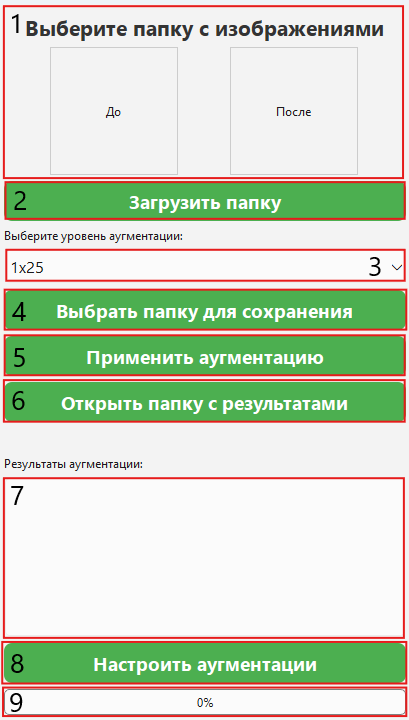 1 Выберите папку с изображениями
До После
2 Загрузить папку
Выберите уровень аугментации:
1x25 3
4 Выбрать папку для сохранения
5 Применить аугментацию
6 Открыть папку с результатами
Результаты аугментации:
7
8 Настроить аугментации
9 0%